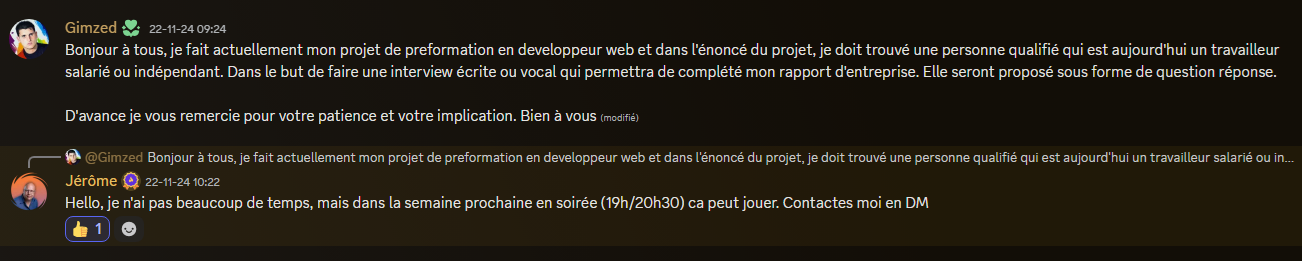 Gimzed 22-11-24 09:24
Bonjour à tous, je fait actuellement mon projet de preformation en developpeur web et dans l'énoncé du projet, je doit trouvé une personne qualifié qui est aujourd'hui un travailleur
salarié ou indépendant. Dans le but de faire une interview écrite ou vocal qui permettra de complété mon rapport d'entreprise. Elle seront proposé sous forme de question réponse.
D'avance je vous remercie pour votre patience et votre implication. Bien à vous (modifié)
@Gimzed Bonjour à tous, je fait actuellement mon projet de preformation en developpeur web et dans l'énoncé du projet, je doit trouvé une personne qualifié qui est aujourd'hui un travailleur salarié ou in...
Jérôme 22-11-24 10:22
Hello, je n'ai pas beaucoup de temps, mais dans la semaine prochaine en soirée (19h/20h30) ca peut jouer. Contactes moi en DM
👍 1